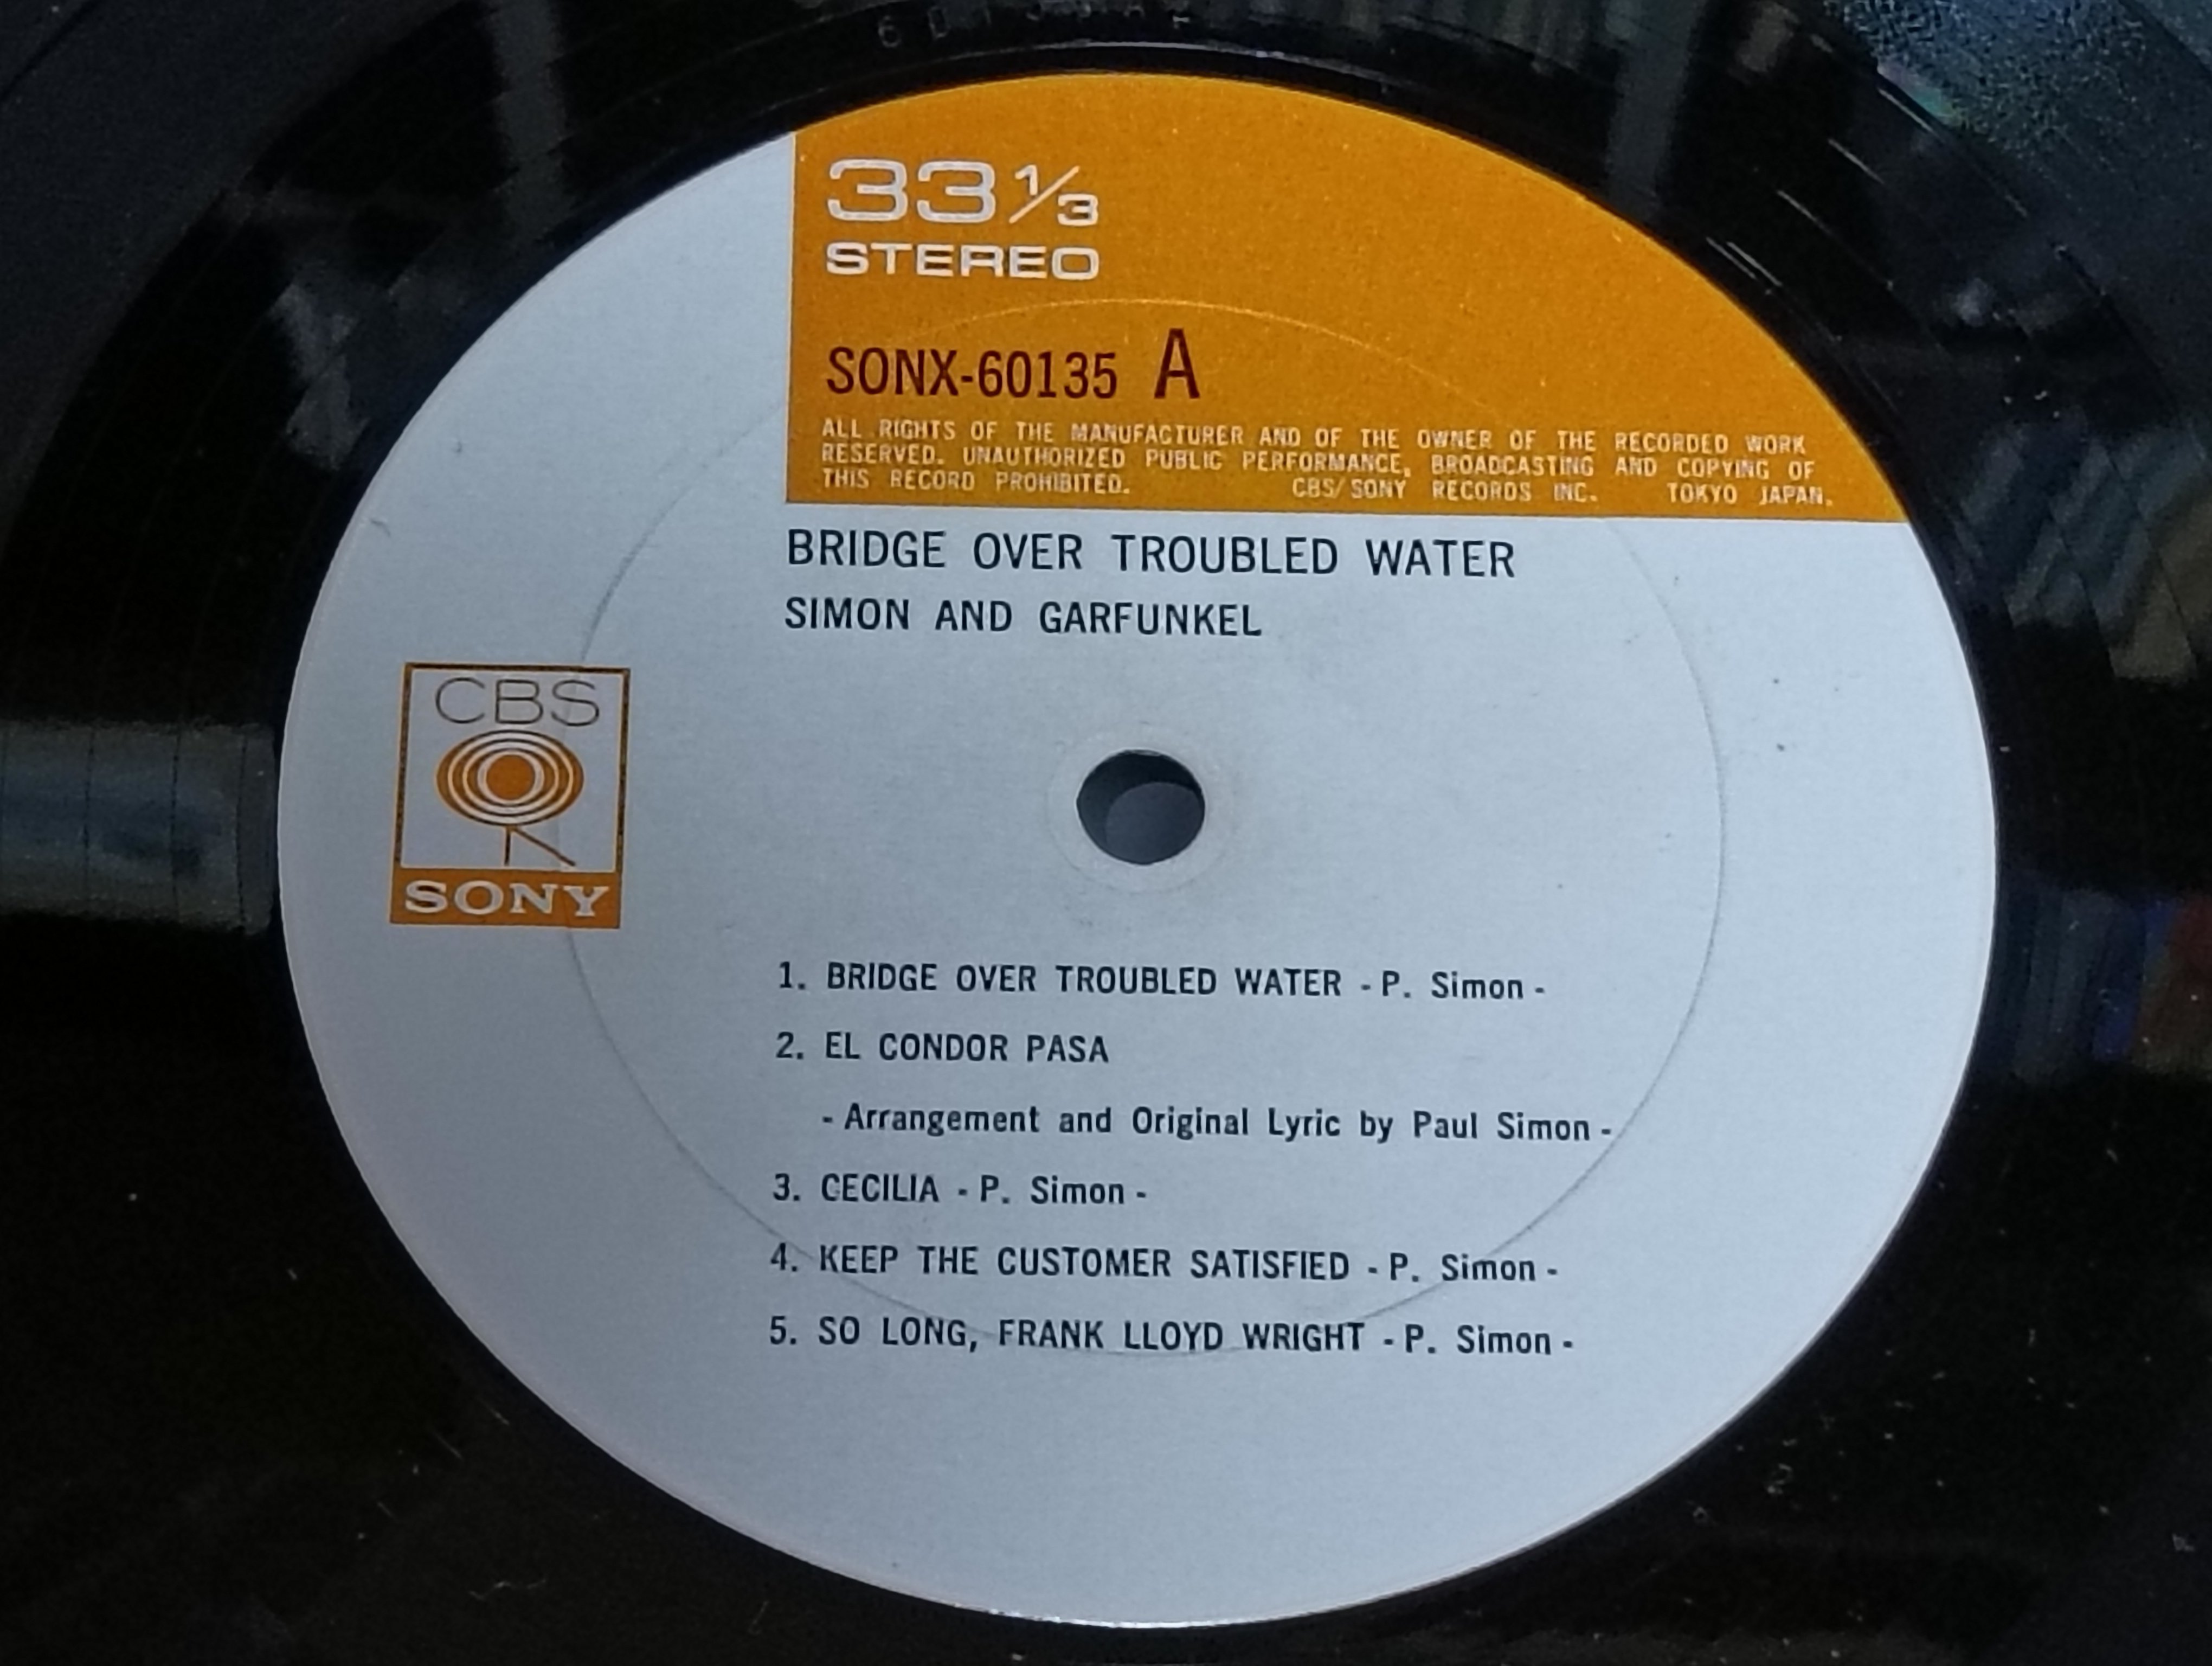 33 1/3
STEREO
SONX-60135 A
ALL RIGHTS OF THE MANUFACTURER AND OF THE OWNER OF THE RECORDED WORK
RESERVED. UNAUTHORIZED PUBLIC PERFORMANCE, BROADCASTING AND COPYING OF
THIS RECORD PROHIBITED. CBS/SONY RECORDS INC. TOKYO JAPAN.
BRIDGE OVER TROUBLED WATER
SIMON AND GARFUNKEL
CBS
SONY
1. BRIDGE OVER TROUBLED WATER - P. Simon -
2. EL CONDOR PASA
- Arrangement and Original Lyric by Paul Simon -
3. CECILIA - P. Simon -
4. KEEP THE CUSTOMER SATISFIED - P. Simon -
5. SO LONG, FRANK LLOYD WRIGHT - P. Simon -